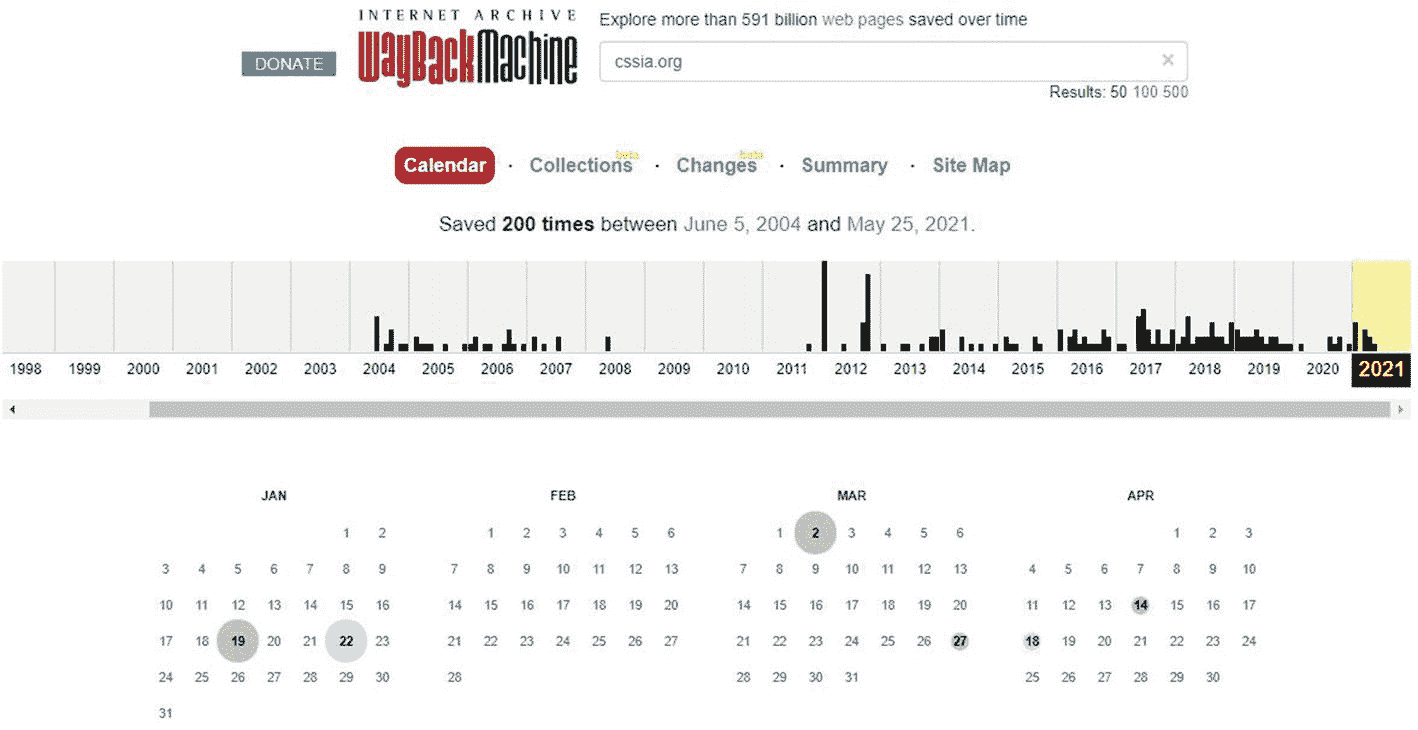 INTERNET ARCHIVE
Explore more than 591 billion web pages saved over time
DONATE
WayBackMachine
cssia.org ×
Results: 50 100 500
Calendar · Collections beta · Changes beta · Summary · Site Map
Saved 200 times between June 5, 2004 and May 25, 2021.
1998 1999 2000 2001 2002 2003 2004 2005 2006 2007 2008 2009 2010 2011 2012 2013 2014 2015 2016 2017 2018 2019 2020 2021
JAN FEB MAR APR
1 2 1 2 3 4 5 6 1 2 3 4 5 6 1 2 3
3 4 5 6 7 8 9 7 8 9 10 11 12 13 7 8 9 10 11 12 13 4 5 6 7 8 9 10
10 11 12 13 14 15 16 14 15 16 17 18 19 20 14 15 16 17 18 19 20 11 12 13 14 15 16 17
17 18 19 20 21 22 23 21 22 23 24 25 26 27 21 22 23 24 25 26 27 18 19 20 21 22 23 24
24 25 26 27 28 29 30 28 28 29 30 31 25 26 27 28 29 30
31